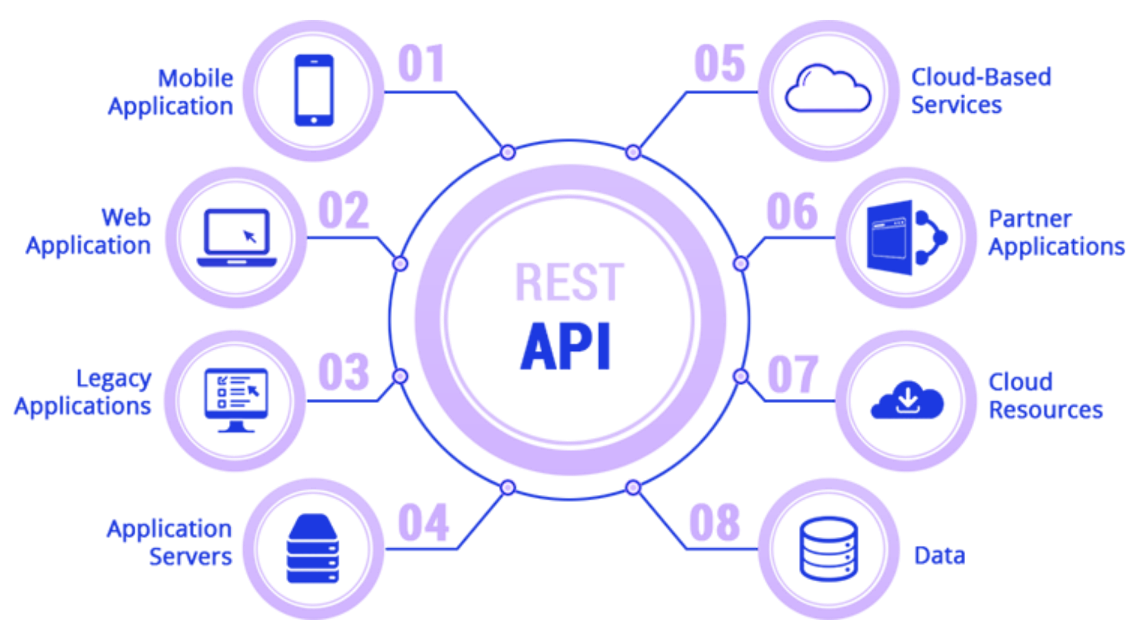 01
Mobile
Application
02
Web
Application
03
Legacy
Applications
04
Application
Servers
REST
API
05
Cloud-Based
Services
06
Partner
Applications
07
Cloud
Resources
08
Data